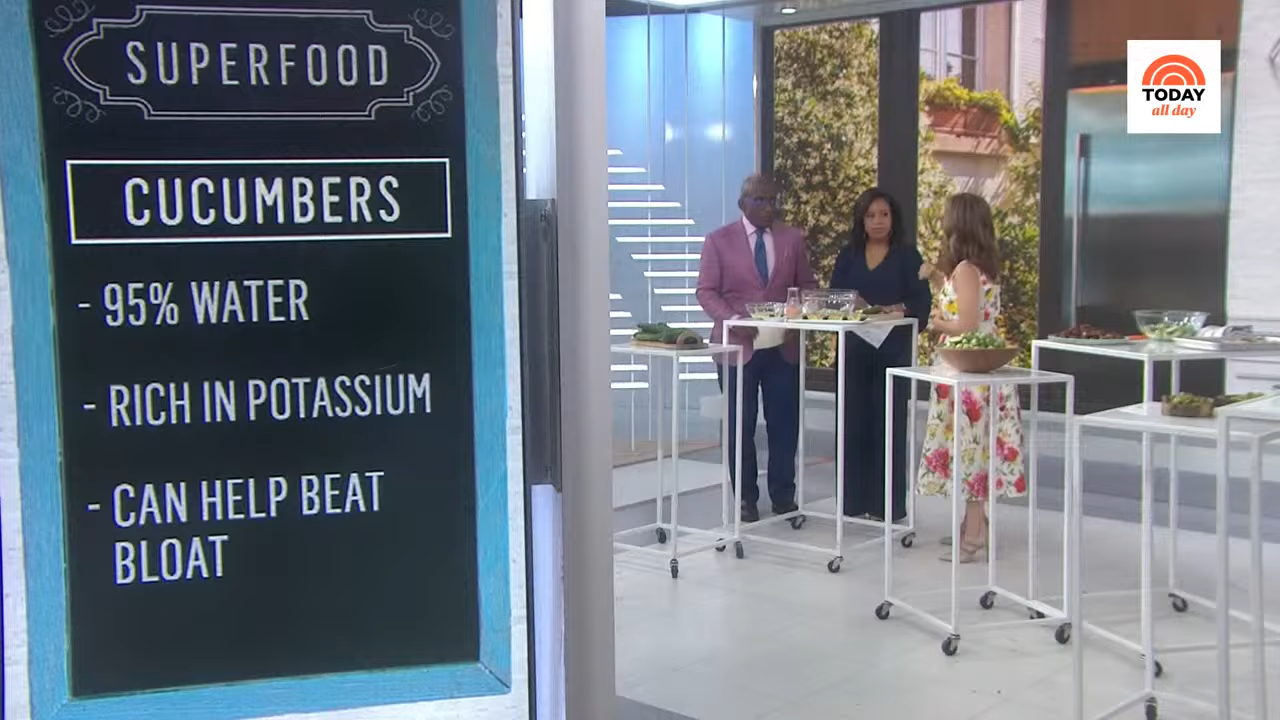 SUPERFOOD
CUCUMBERS
- 95% WATER
- RICH IN POTASSIUM
- CAN HELP BEAT
BLOAT
TODAY
all day